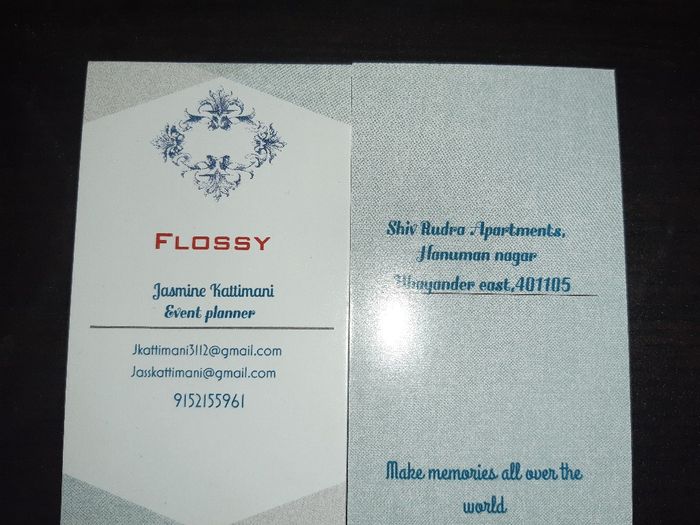 FLOSSY
Jasmine Kattimani
Event planner
Jkattimani3112@gmail.com
Jasskattimani@gmail.com
9152155961
Shiv Rudra Apartments,
Hanuman nagar
Bhayander east,401105
Make memories all over the
world